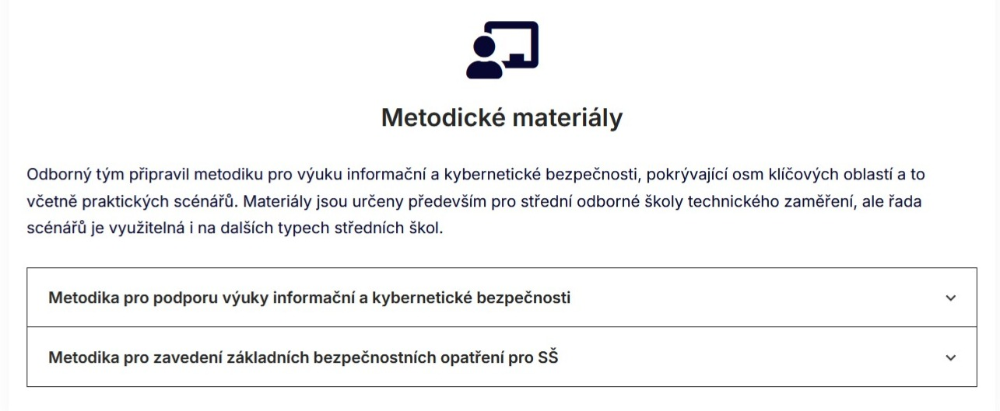 Metodické materiály
Odborný tým připravil metodiku pro výuku informační a kybernetické bezpečnosti, pokrývající osm klíčových oblastí a to
včetně praktických scénářů. Materiály jsou určeny především pro střední odborné školy technického zaměření, ale řada
scénářů je využitelná i na dalších typech středních škol.
Metodika pro podporu výuky informační a kybernetické bezpečnosti
Metodika pro zavedení základních bezpečnostních opatření pro SŠ